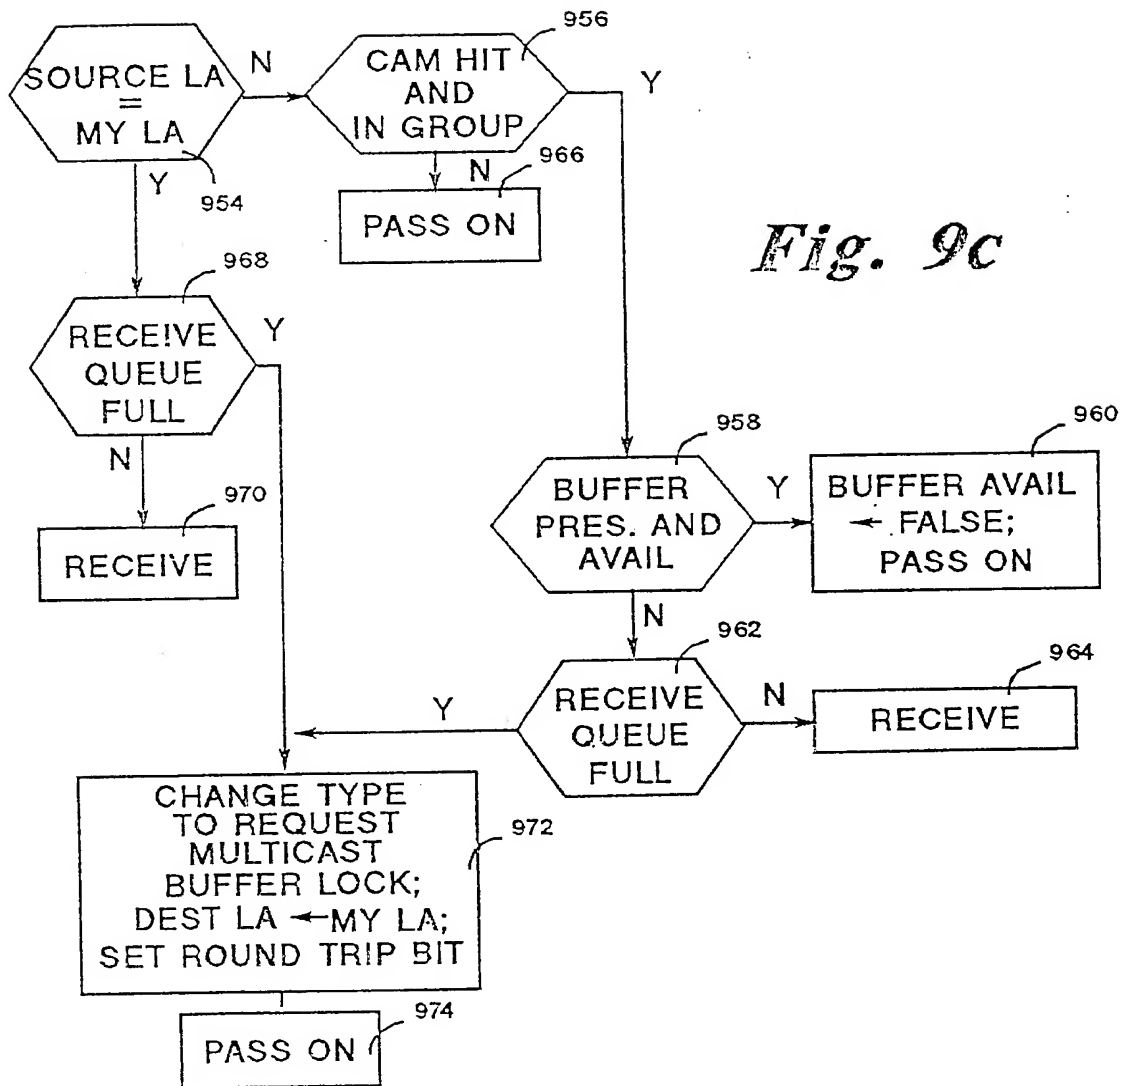 956
SOURCE LA
=
MY LA
954
N
CAM HIT
AND
IN GROUP
Y
Y
N
966
PASS ON
Fig. 9c
968
RECEIVE
QUEUE
FULL
Y
N
970
RECEIVE
958
BUFFER
PRES. AND
AVAIL
Y
N
960
BUFFER AVAIL
← FALSE;
PASS ON
962
RECEIVE
QUEUE
FULL
Y
N
964
RECEIVE
CHANGE TYPE
TO REQUEST
MULTICAST
BUFFER LOCK;
DEST LA ← MY LA;
SET ROUND TRIP BIT
972
974
PASS ON